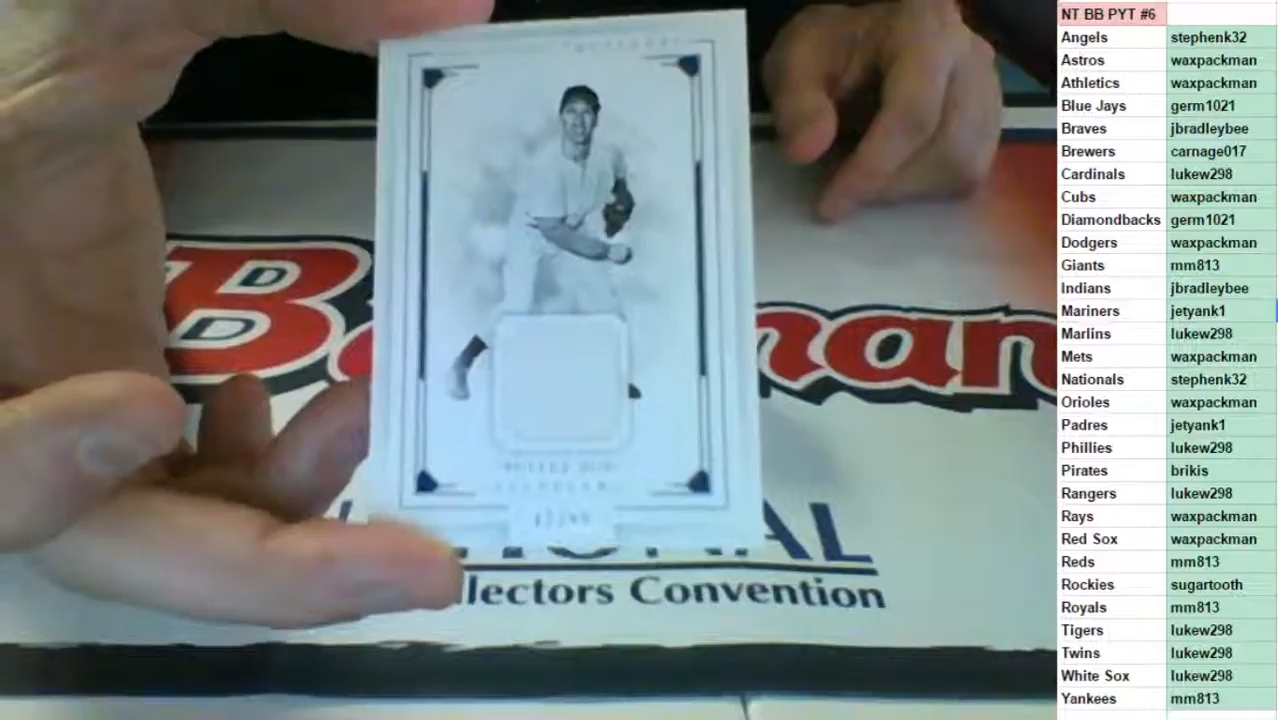 NT BB PYT #6
Angels stephenk32
Astros waxpackman
Athletics waxpackman
Blue Jays germ1021
Braves jbradleybee
Brewers carnage017
Cardinals lukew298
Cubs waxpackman
Diamondbacks germ1021
Dodgers waxpackman
Giants mm813
Indians jbradleybee
Mariners jetyank1
Marlins lukew298
Mets waxpackman
Nationals stephenk32
Orioles waxpackman
Padres jetyank1
Phillies lukew298
Pirates brikis
Rangers lukew298
Rays waxpackman
Red Sox waxpackman
Reds mm813
Rockies sugartooth
Royals mm813
Tigers lukew298
Twins lukew298
White Sox lukew298
Yankees mm813
Convention